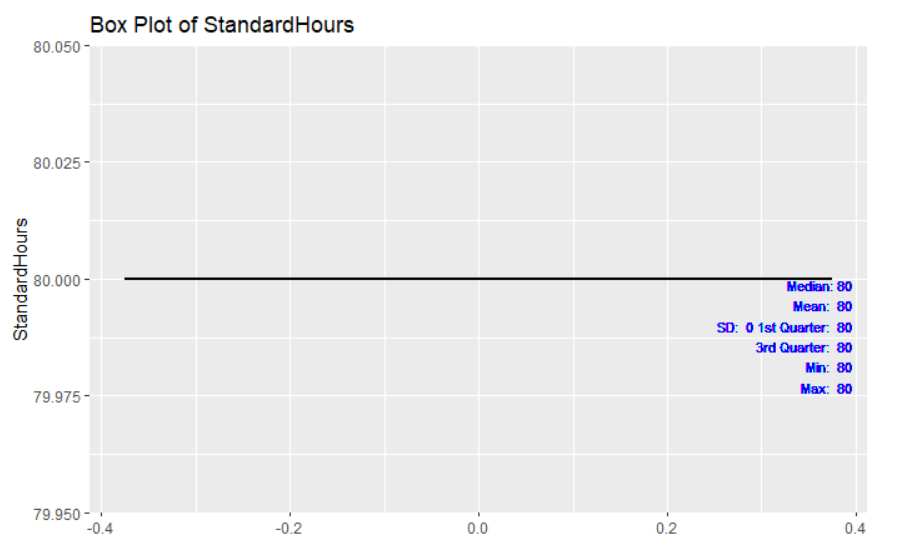 Box Plot of StandardHours
80.050
80.025
StandardHours
80.000
Median: 80
Mean: 80
SD: 0 1st Quarter: 80
3rd Quarter: 80
Min: 80
Max: 80
79.975
79.950
-0.4 -0.2 0.0 0.2 0.4